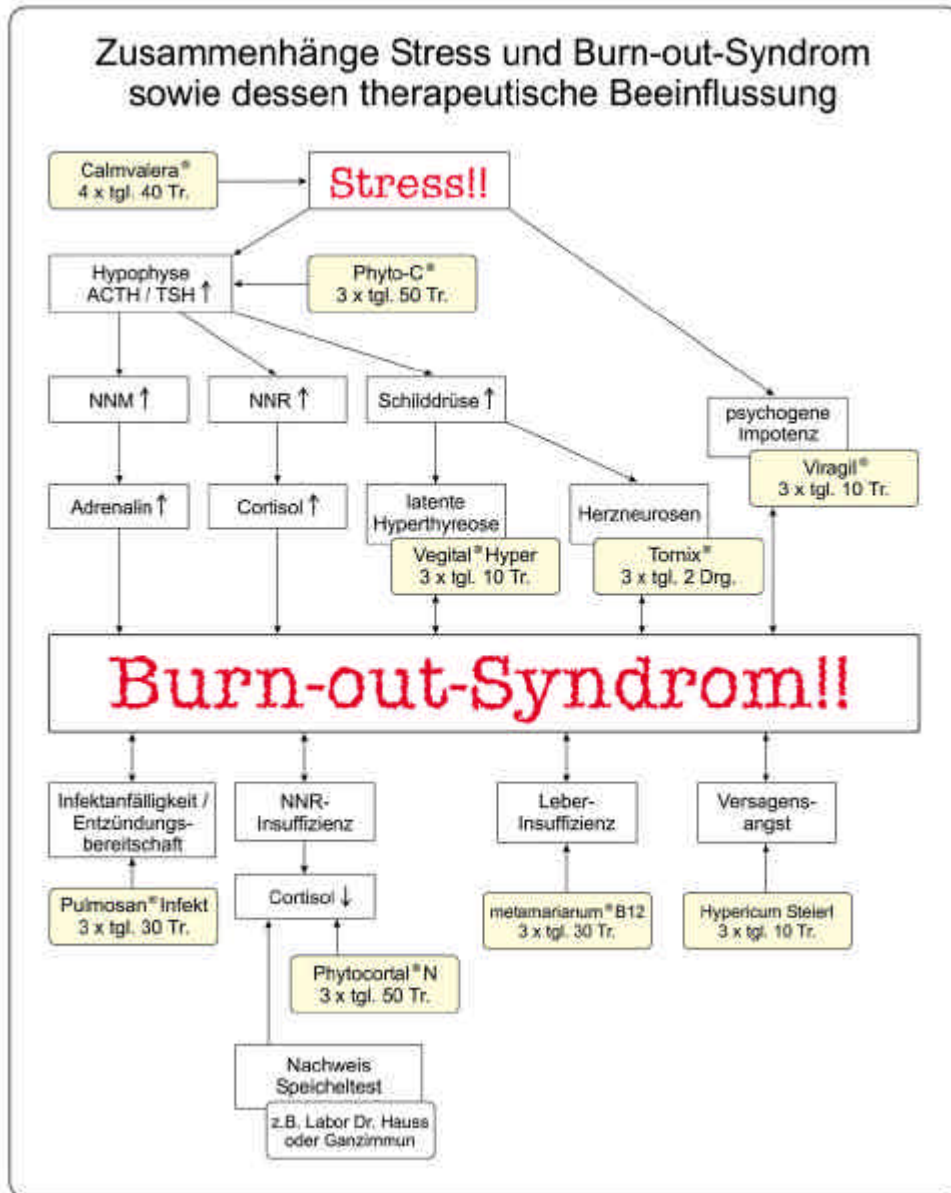 Zusammenhänge Stress und Burn-out-Syndrom
sowie dessen therapeutische Beeinflussung
Calmvalera®
4 x tgl. 40 Tr.
Stress!!
Hypophyse
ACTH / TSH ↑
Phyto-C®
3 x tgl. 50 Tr.
NNM ↑
NNR ↑
Schilddrüse ↑
psychogene
Impotenz
Viragil®
3 x tgl. 10 Tr.
Adrenalin ↑
Cortisol ↑
latente
Hyperthyreose
Vegital® Hyper
3 x tgl. 10 Tr.
Herzneurosen
Tornix®
3 x tgl. 2 Drg.
Burn-out-Syndrom!!
Infektanfälligkeit /
Entzündungs-
bereitschaft
NNR-
Insuffizienz
Leber-
Insuffizienz
Versagens-
angst
Pulmosan® Infekt
3 x tgl. 30 Tr.
Cortisol ↓
metamariarium® B12
3 x tgl. 30 Tr.
Hypericum Steierl
3 x tgl. 10 Tr.
Phytocortal® N
3 x tgl. 50 Tr.
Nachweis
Speicheltest
z.B. Labor Dr. Hauss
oder Ganzimmun